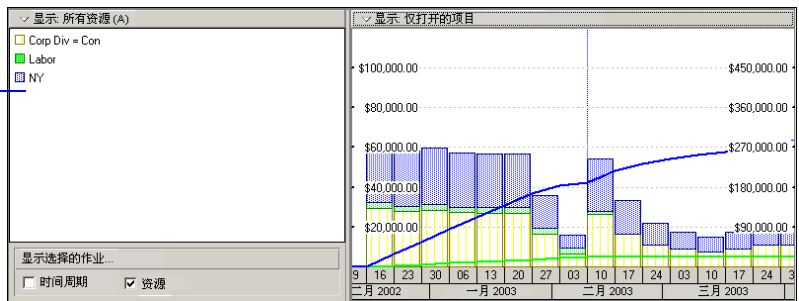 显示: 所有资源 (A)
Corp Div = Con
Labor
NY
显示选择的作业...
时间周期
资源
显示: 仅打开的项目
$100,000.00 $450,000.00
$80,000.00 $360,000.00
$60,000.00 $270,000.00
$40,000.00 $180,000.00
$20,000.00 $90,000.00
9 16 23 30 06 13 20 27 03 10 17 24 03 10 17 24 3
二月 2002 一月 2003 二月 2003 三月 2003